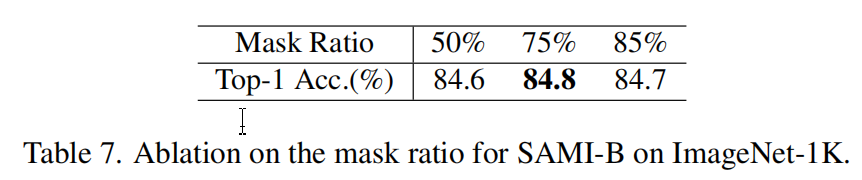 Mask Ratio 50% 75% 85%
Top-1 Acc.(%) 84.6 84.8 84.7
Table 7. Ablation on the mask ratio for SAMI-B on ImageNet-1K.